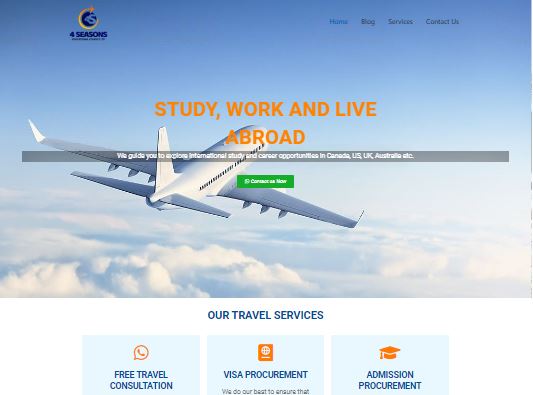 4 SEASONS
Home Blog Services Contact Us
STUDY, WORK AND LIVE
ABROAD
We guide you to explore international study and career opportunities in Canada, US, UK, Australia etc.
Contact us Now
OUR TRAVEL SERVICES
FREE TRAVEL
CONSULTATION
VISA PROCUREMENT
We do our best to ensure that
ADMISSION
PROCUREMENT